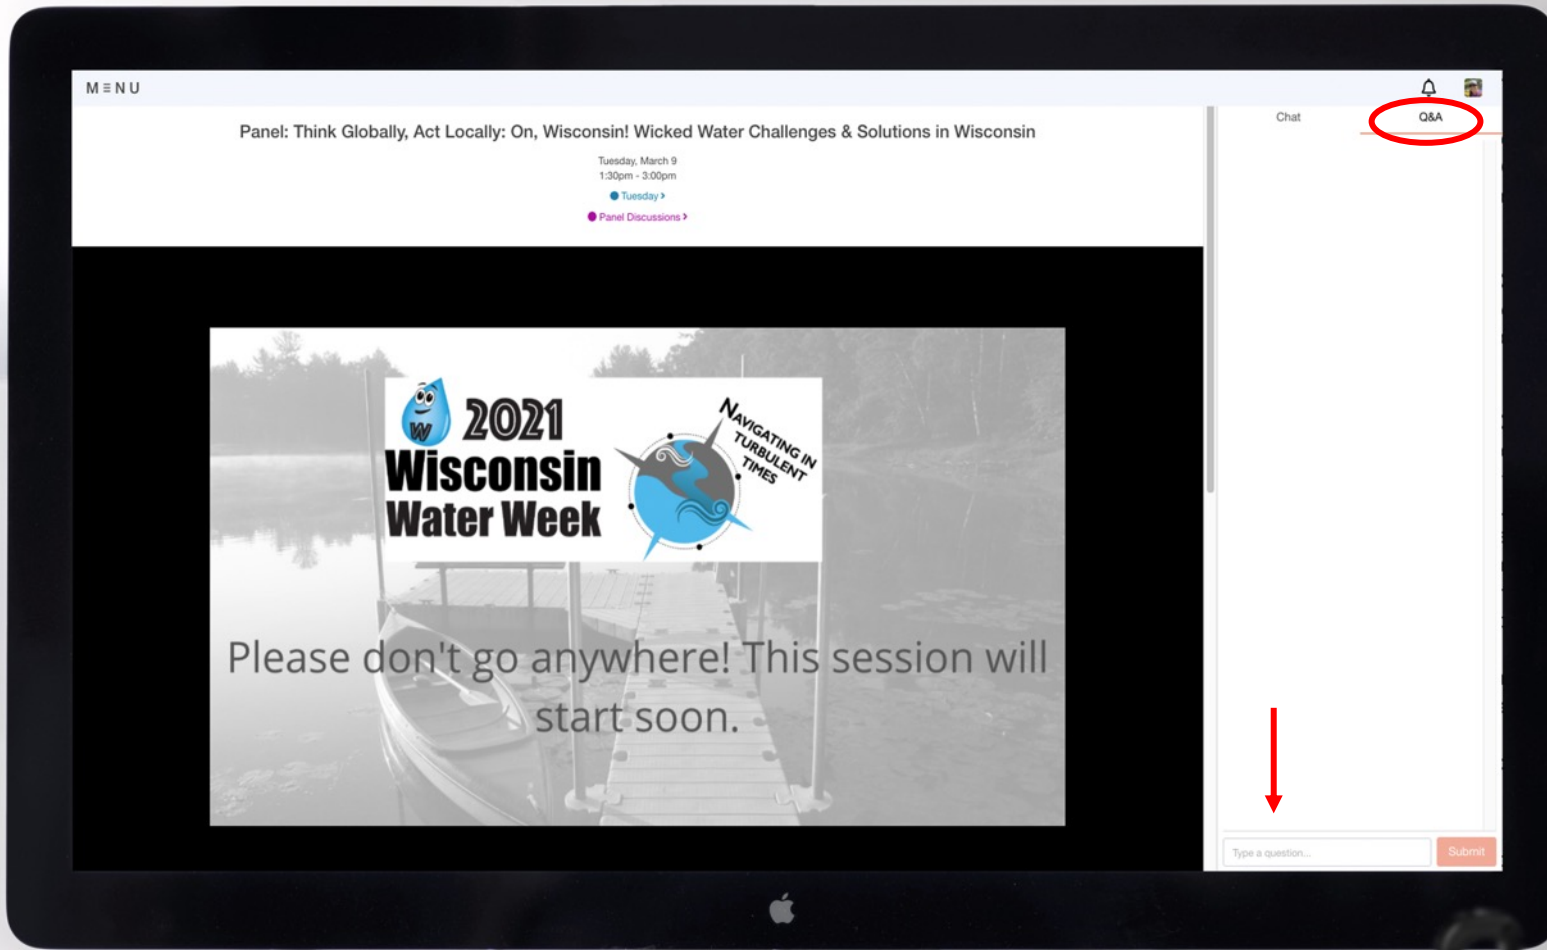 M≡NU
Panel: Think Globally, Act Locally: On, Wisconsin! Wicked Water Challenges & Solutions in Wisconsin
Tuesday, March 9
1:30pm - 3:00pm
Tuesday >
Panel Discussions >
Chat
Q&A
W
2021
Wisconsin
Water Week
NAVIGATING IN
TURBULENT
TIMES
Please don't go anywhere! This session will
start soon.
Type a question...
Submit